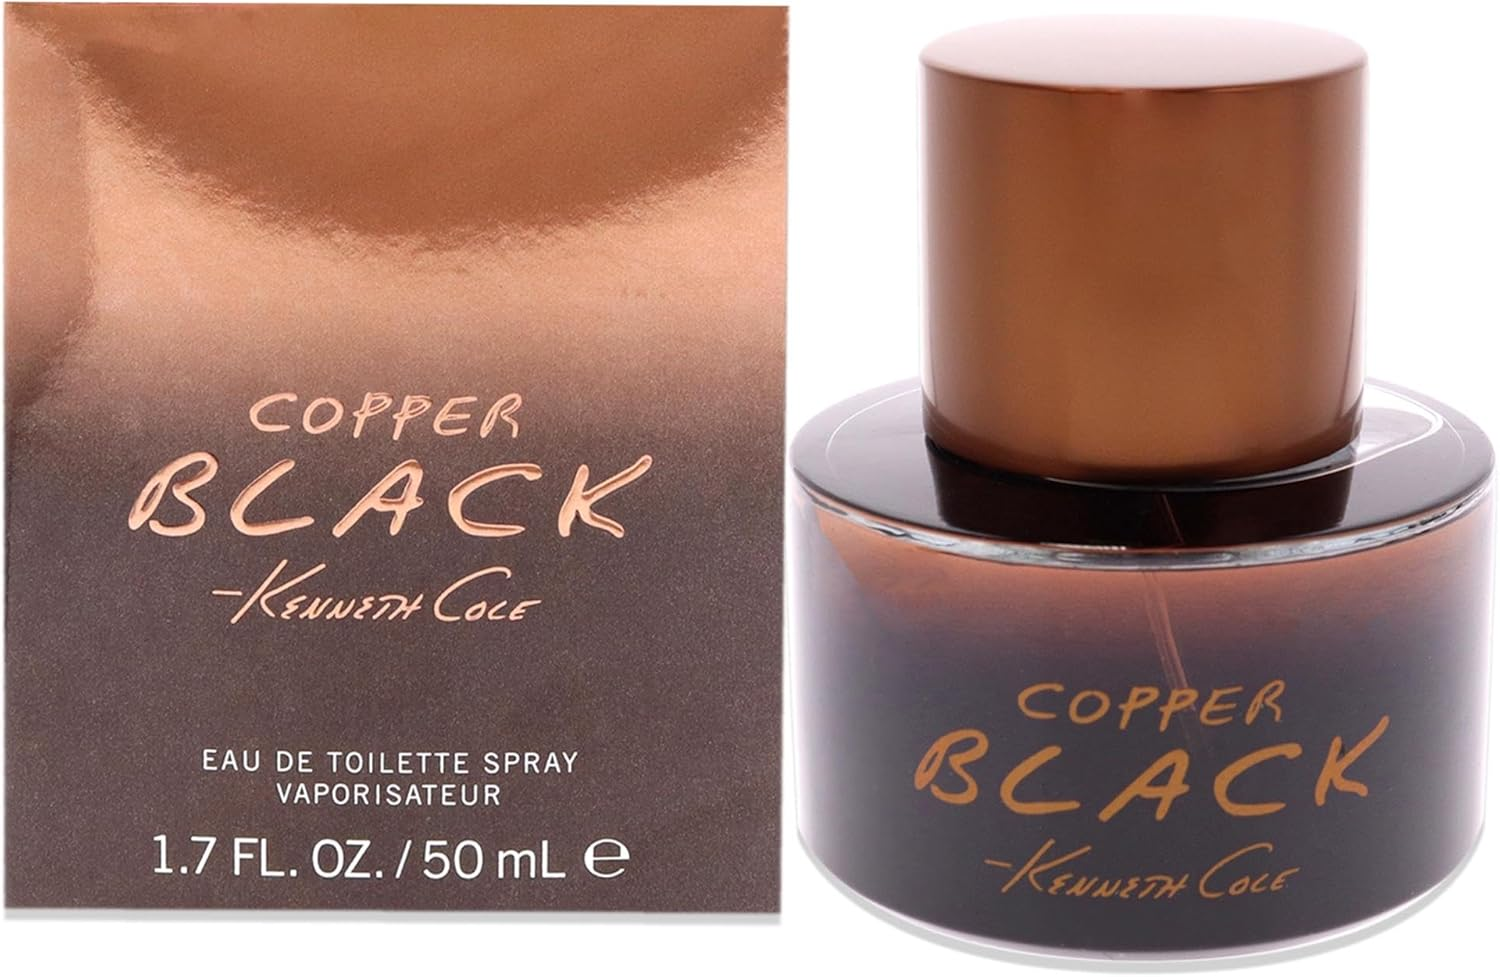 COPPER
BLACK
-KENNETH COLE
EAU DE TOILETTE SPRAY
VAPORISATEUR
1.7 FL. OZ. / 50 mL ℮
COPPER
BLACK
-KENNETH COLE